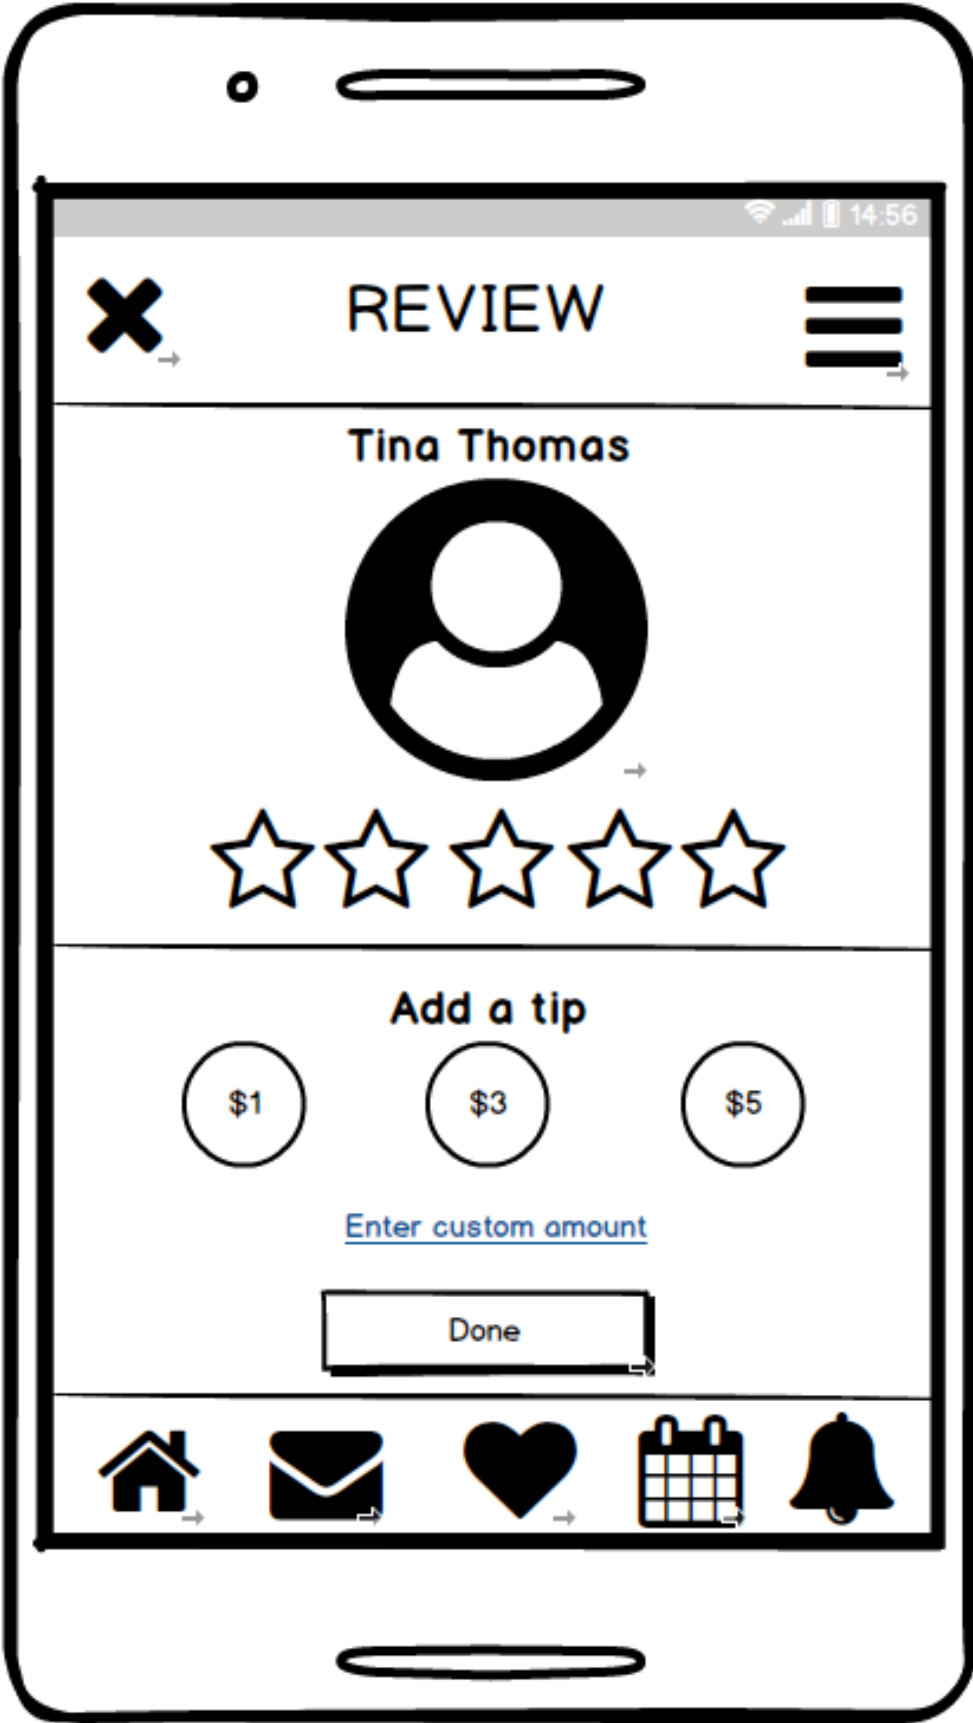 14:56
REVIEW
Tina Thomas
Add a tip
$1 $3 $5
Enter custom amount
Done